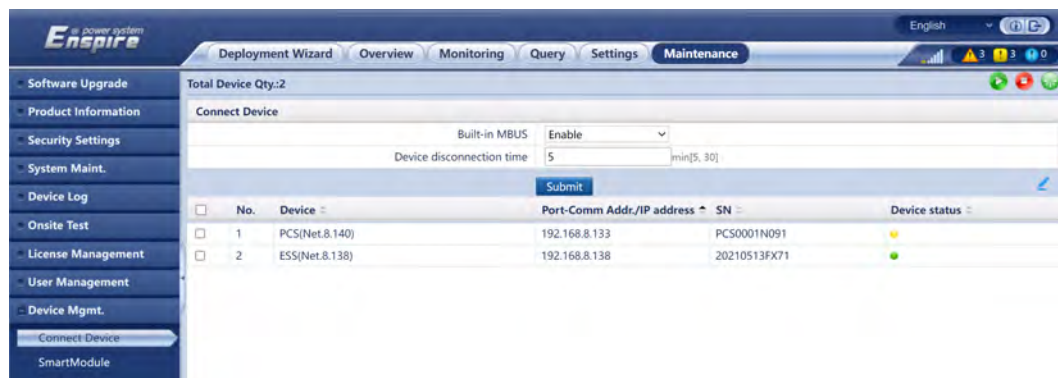 English
ei power system
Enspire
Deployment Wizard Overview Monitoring Query Settings Maintenance
3 3 0
Software Upgrade
Product Information
Security Settings
System Maint.
Device Log
Onsite Test
License Management
User Management
Device Mgmt.
Connect Device
SmartModule
Total Device Qty.:2
Connect Device
Built-in MBUS Enable
Device disconnection time 5 min[5, 30]
Submit
No. Device Port-Comm Addr./IP address SN Device status
1 PCS(Net.8.140) 192.168.8.133 PCS0001N091
2 ESS(Net.8.138) 192.168.8.138 20210513FX71